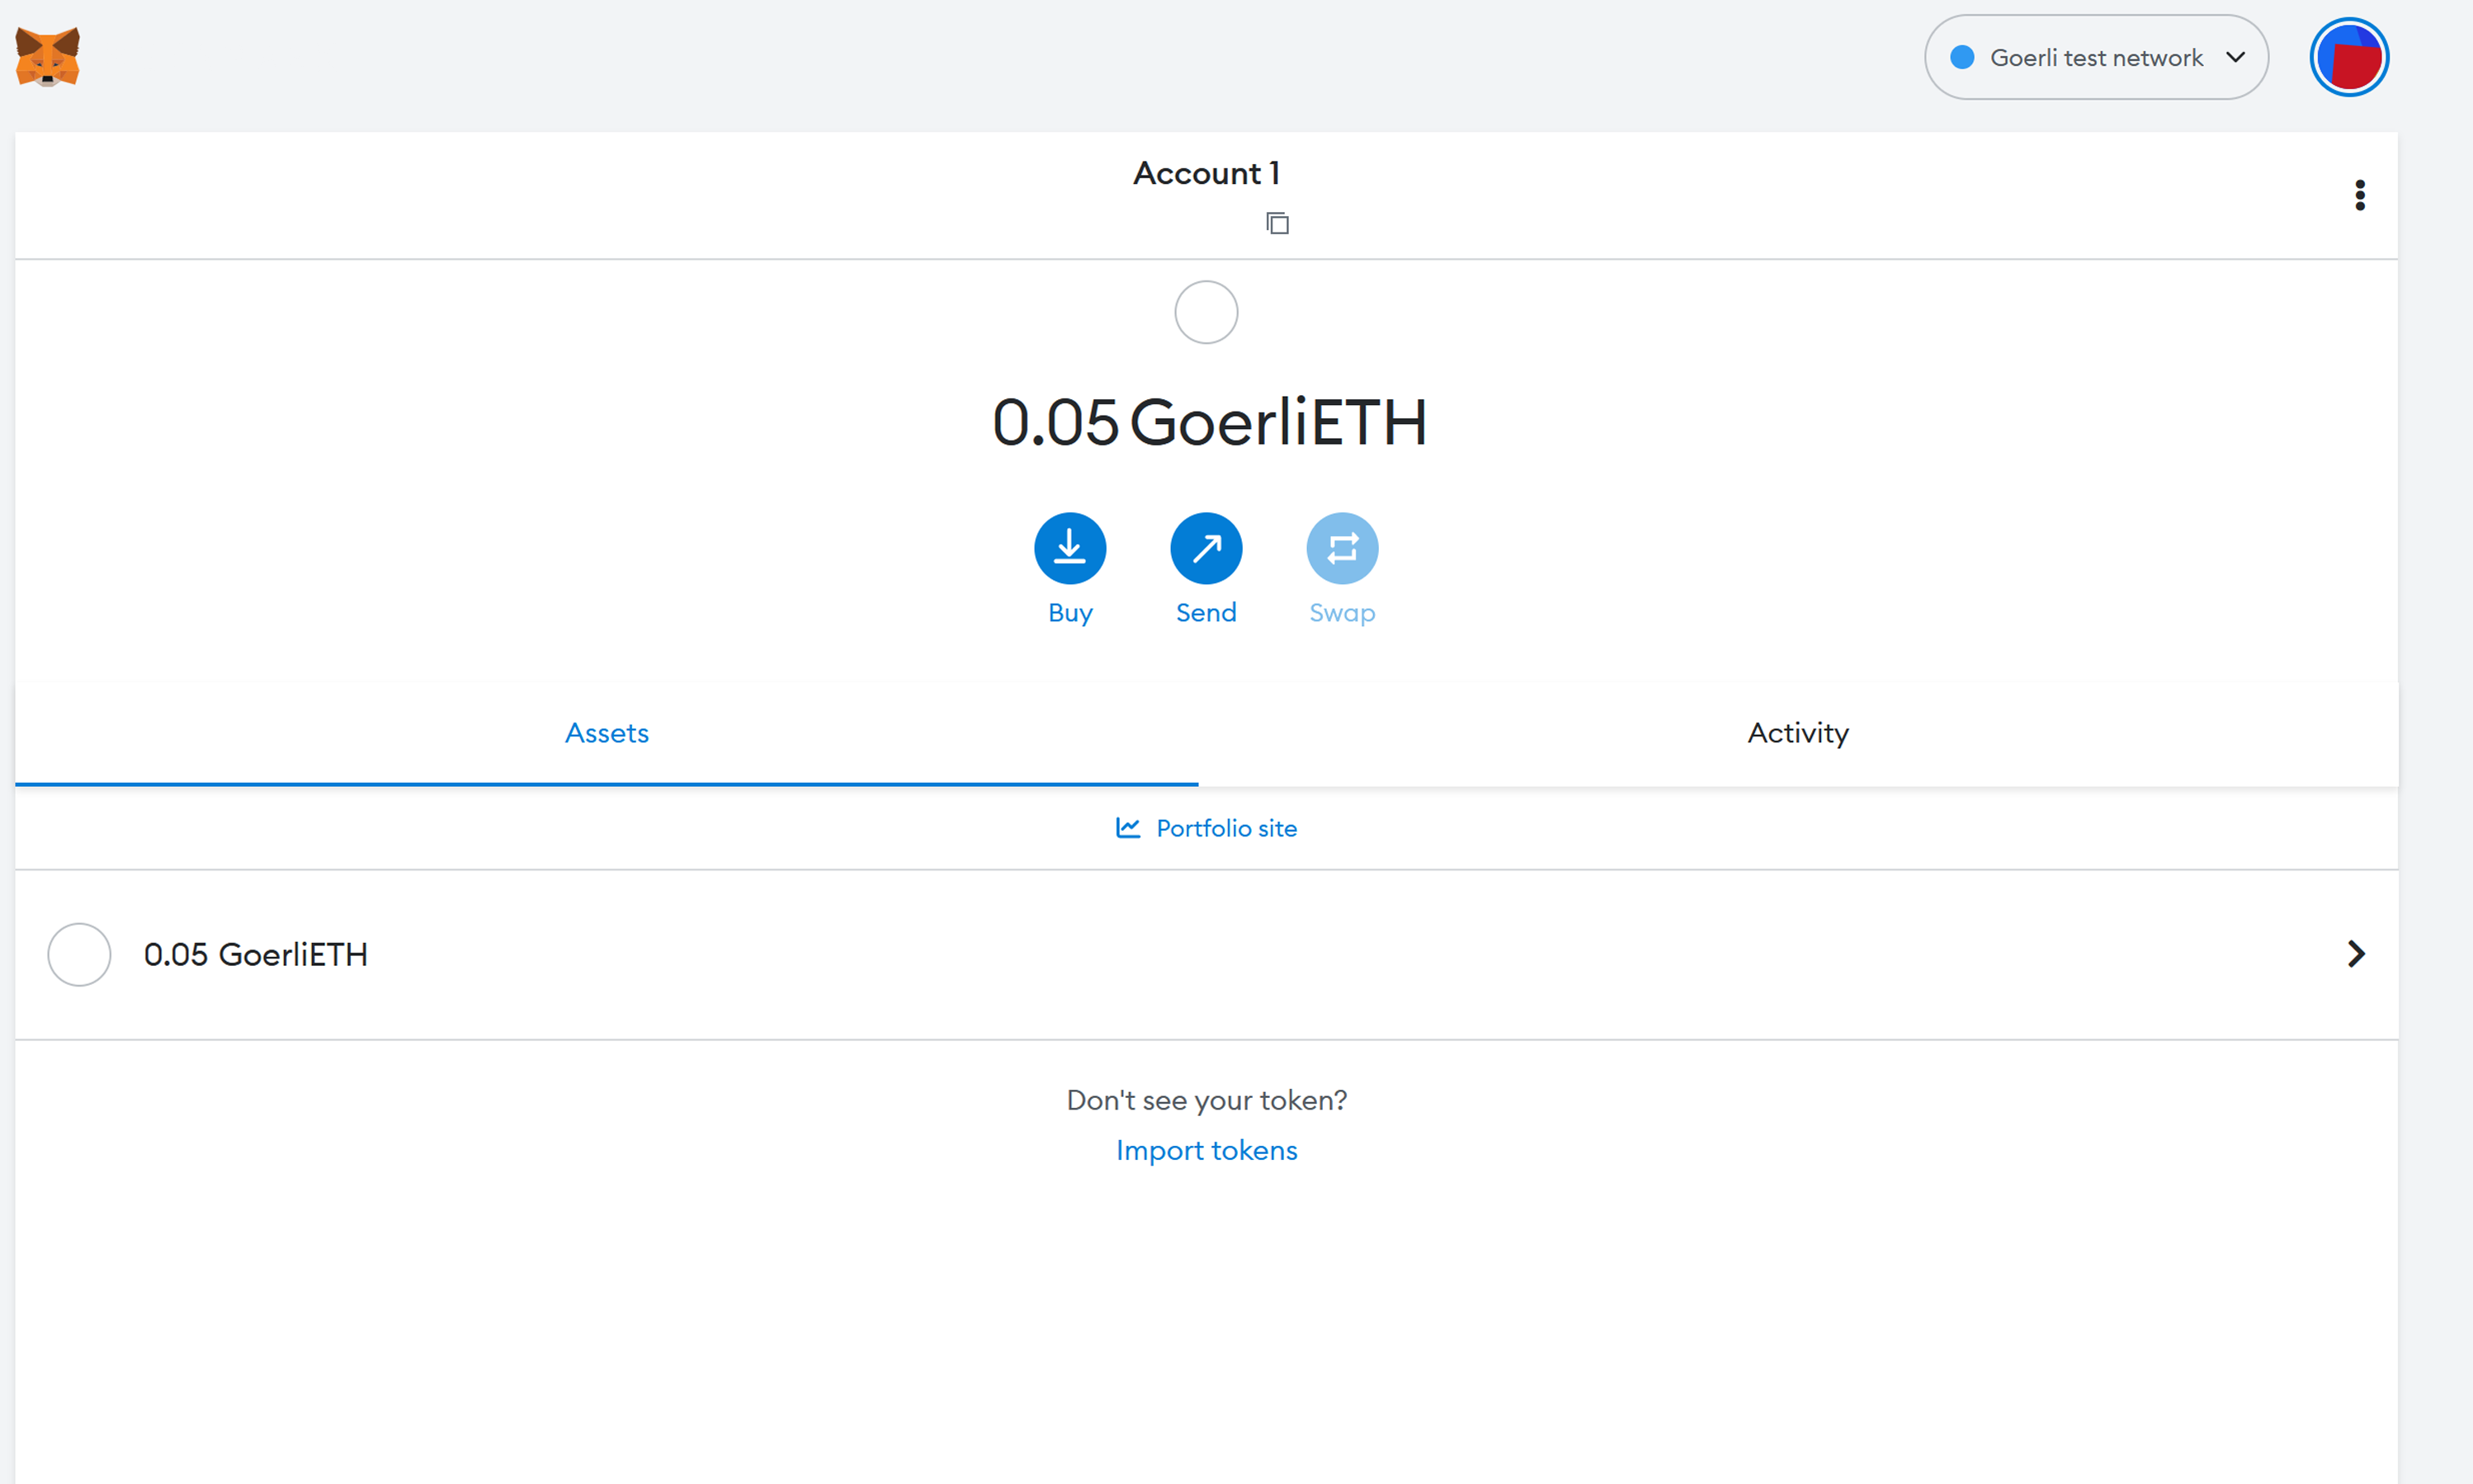 Goerli test network
Account 1
0.05 GoerliETH
Buy Send Swap
Assets Activity
Portfolio site
0.05 GoerliETH
Don't see your token?
Import tokens